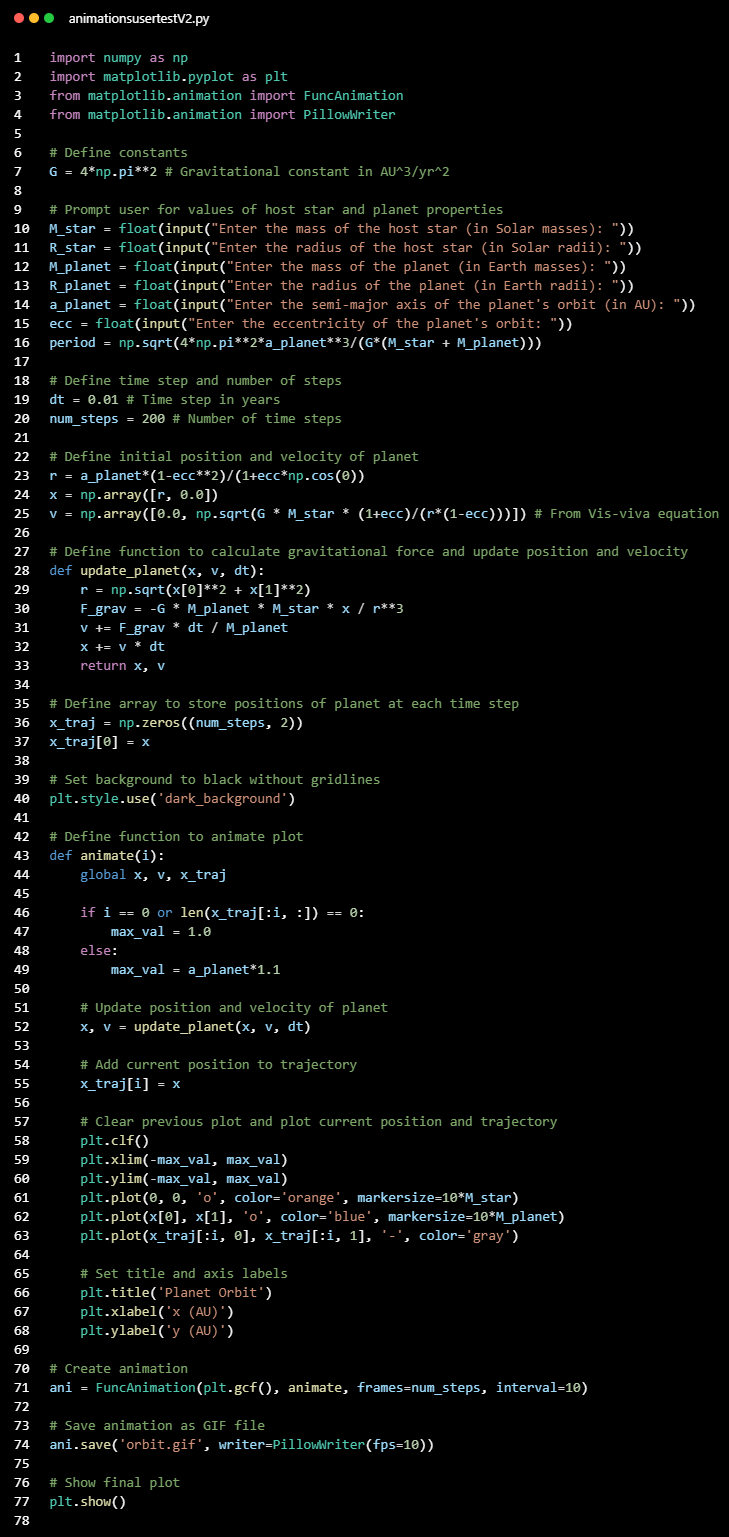 animationsusertestV2.py
1 import numpy as np
2 import matplotlib.pyplot as plt
3 from matplotlib.animation import FuncAnimation
4 from matplotlib.animation import PillowWriter
5
6 # Define constants
7 G = 4*np.pi**2 # Gravitational constant in AU^3/yr^2
8
9 # Prompt user for values of host star and planet properties
10 M_star = float(input("Enter the mass of the host star (in Solar masses): "))
11 R_star = float(input("Enter the radius of the host star (in Solar radii): "))
12 M_planet = float(input("Enter the mass of the planet (in Earth masses): "))
13 R_planet = float(input("Enter the radius of the planet (in Earth radii): "))
14 a_planet = float(input("Enter the semi-major axis of the planet's orbit (in AU): "))
15 ecc = float(input("Enter the eccentricity of the planet's orbit: "))
16 period = np.sqrt(4*np.pi**2*a_planet**3/(G*(M_star + M_planet)))
17
18 # Define time step and number of steps
19 dt = 0.01 # Time step in years
20 num_steps = 200 # Number of time steps
21
22 # Define initial position and velocity of planet
23 r = a_planet*(1-ecc**2)/(1+ecc*np.cos(0))
24 x = np.array([r, 0.0])
25 v = np.array([0.0, np.sqrt(G * M_star * (1+ecc)/(r*(1-ecc)))]) # From Vis-viva equation
26
27 # Define function to calculate gravitational force and update position and velocity
28 def update_planet(x, v, dt):
29     r = np.sqrt(x[0]**2 + x[1]**2)
30     F_grav = -G * M_planet * M_star * x / r**3
31     v += F_grav * dt / M_planet
32     x += v * dt
33     return x, v
34
35 # Define array to store positions of planet at each time step
36 x_traj = np.zeros((num_steps, 2))
37 x_traj[0] = x
38
39 # Set background to black without gridlines
40 plt.style.use('dark_background')
41
42 # Define function to animate plot
43 def animate(i):
44     global x, v, x_traj
45
46     if i == 0 or len(x_traj[:i, :]) == 0:
47         max_val = 1.0
48     else:
49         max_val = a_planet*1.1
50
51     # Update position and velocity of planet
52     x, v = update_planet(x, v, dt)
53
54     # Add current position to trajectory
55     x_traj[i] = x
56
57     # Clear previous plot and plot current position and trajectory
58     plt.clf()
59     plt.xlim(-max_val, max_val)
60     plt.ylim(-max_val, max_val)
61     plt.plot(0, 0, 'o', color='orange', markersize=10*M_star)
62     plt.plot(x[0], x[1], 'o', color='blue', markersize=10*M_planet)
63     plt.plot(x_traj[:i, 0], x_traj[:i, 1], '-', color='gray')
64
65     # Set title and axis labels
66     plt.title('Planet Orbit')
67     plt.xlabel('x (AU)')
68     plt.ylabel('y (AU)')
69
70 # Create animation
71 ani = FuncAnimation(plt.gcf(), animate, frames=num_steps, interval=10)
72
73 # Save animation as GIF file
74 ani.save('orbit.gif', writer=PillowWriter(fps=10))
75
76 # Show final plot
77 plt.show()
78